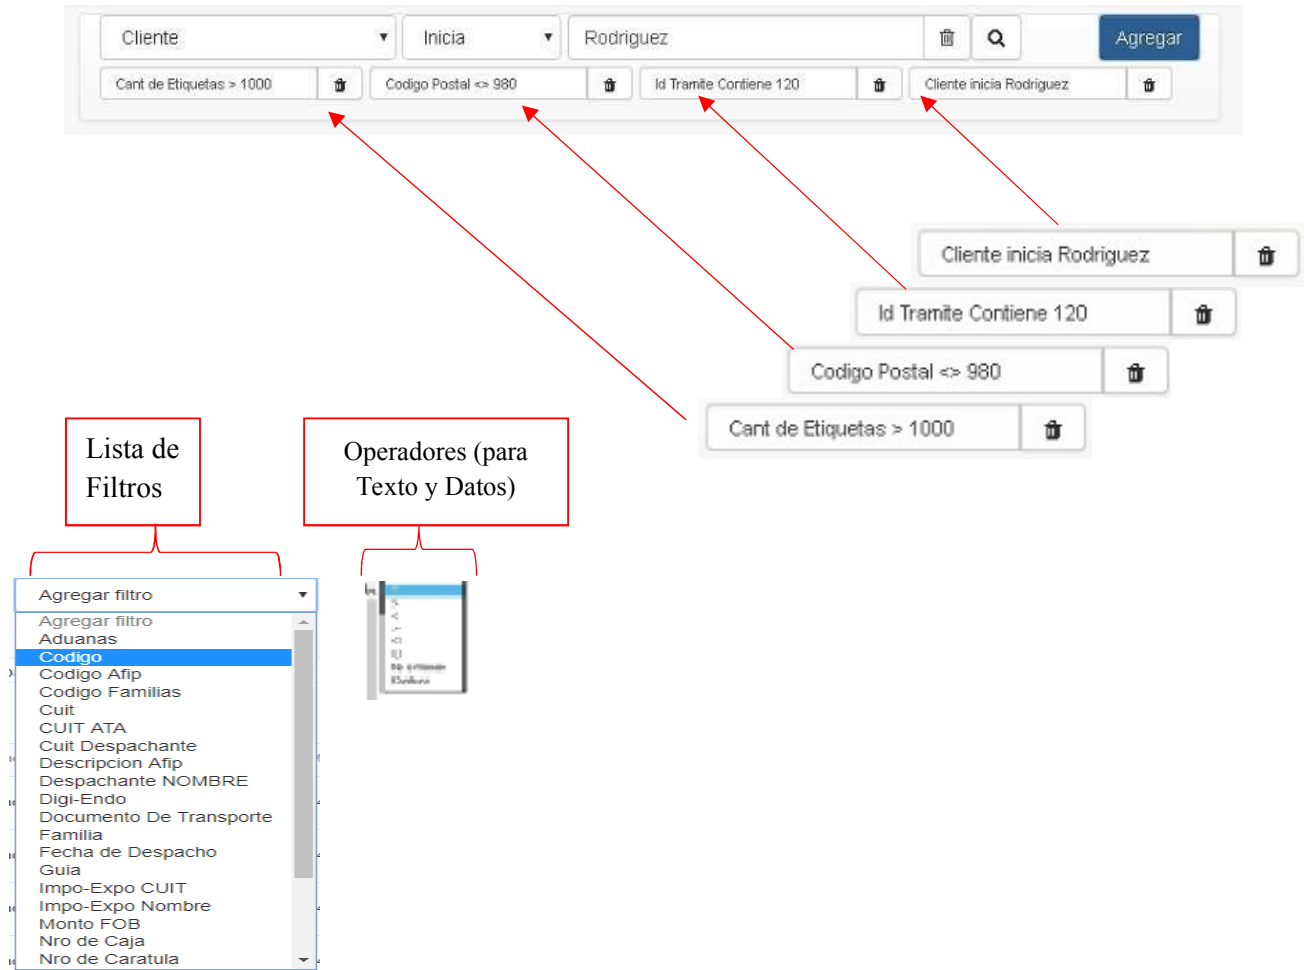 Cliente Inicia Rodriguez Agregar
Cant de Etiquetas > 1000 Codigo Postal <> 980 Id Tramite Contiene 120 Cliente inicia Rodriguez
Cliente inicia Rodriguez
Id Tramite Contiene 120
Codigo Postal <> 980
Cant de Etiquetas > 1000
Lista de
Filtros
Operadores (para
Texto y Datos)
Agregar filtro
Agregar filtro
Aduanas
Codigo
Codigo Afip
Codigo Familias
Cuit
CUIT ATA
Cuit Despachante
Descripcion Afip
Despachante NOMBRE
Digi-Endo
Documento De Transporte
Familia
Fecha de Despacho
Guia
Impo-Expo CUIT
Impo-Expo Nombre
Monto FOB
Nro de Caja
Nro de Caratula